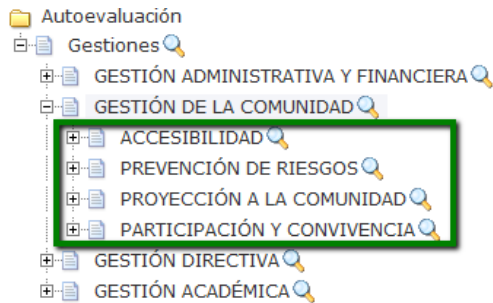 Autoevaluación
Gestiones
GESTIÓN ADMINISTRATIVA Y FINANCIERA
GESTIÓN DE LA COMUNIDAD
ACCESIBILIDAD
PREVENCIÓN DE RIESGOS
PROYECCIÓN A LA COMUNIDAD
PARTICIPACIÓN Y CONVIVENCIA
GESTIÓN DIRECTIVA
GESTIÓN ACADÉMICA